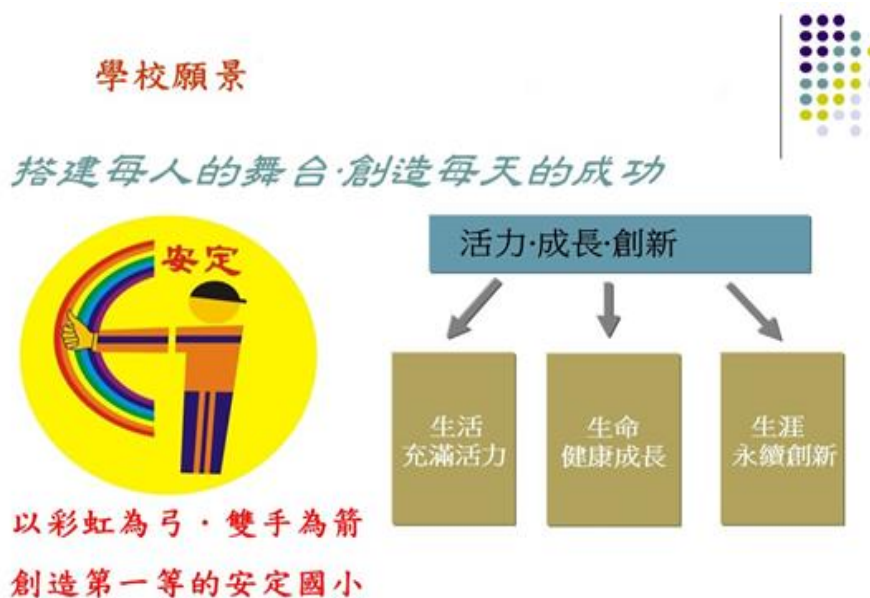 學校願景
搭建每人的舞台·創造每天的成功
安定
活力·成長·創新
生活
充滿活力
生命
健康成長
生涯
永續創新
以彩虹為弓·雙手為箭
創造第一等的安定國小